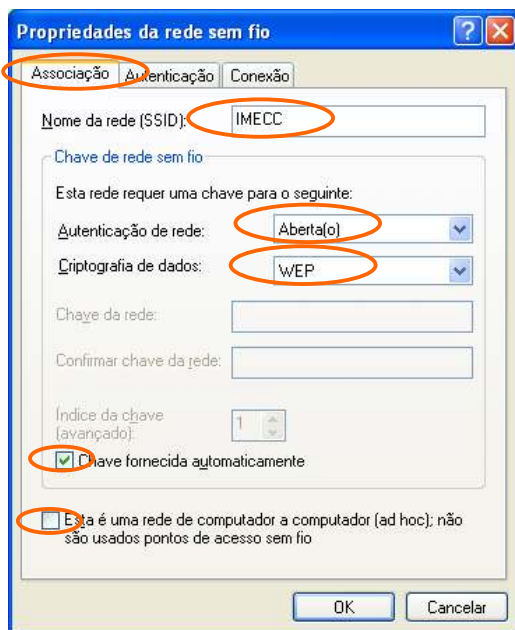 Propriedades da rede sem fio
Associação Autenticação Conexão
Nome da rede (SSID): IMECC
Chave de rede sem fio
Esta rede requer uma chave para o seguinte:
Autenticação de rede: Aberta(o)
Criptografia de dados: WEP
Chave da rede:
Confirmar chave da rede:
Índice da chave
(avançado): 1
Chave fornecida automaticamente
Esta é uma rede de computador a computador (ad hoc); não
são usados pontos de acesso sem fio
OK Cancelar